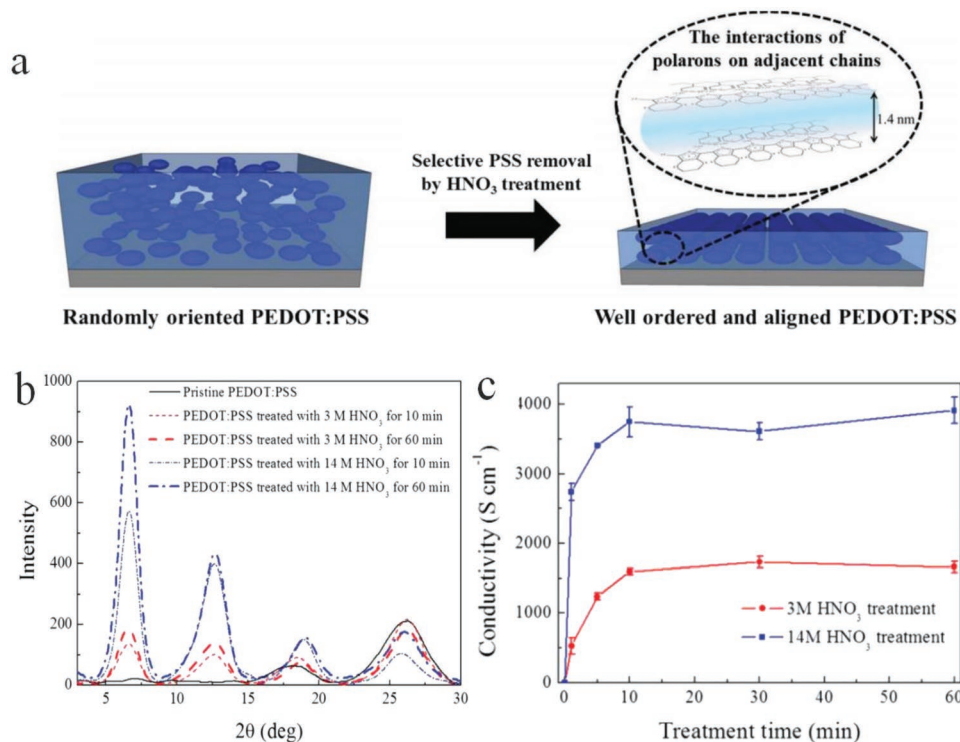 a
The interactions of
polarons on adjacent chains
1.4 nm
Selective PSS removal
by HNO₃ treatment
Randomly oriented PEDOT:PSS
Well ordered and aligned PEDOT:PSS
b
1000
800
600
400
200
0
Intensity
Pristine PEDOT:PSS
PEDOT:PSS treated with 3 M HNO₃ for 10 min
PEDOT:PSS treated with 3 M HNO₃ for 60 min
PEDOT:PSS treated with 14 M HNO₃ for 10 min
PEDOT:PSS treated with 14 M HNO₃ for 60 min
5 10 15 20 25 30
2θ (deg)
c
4000
3000
2000
1000
0
Conductivity (S cm⁻¹)
3M HNO₃ treatment
14M HNO₃ treatment
0 10 20 30 40 50 60
Treatment time (min)